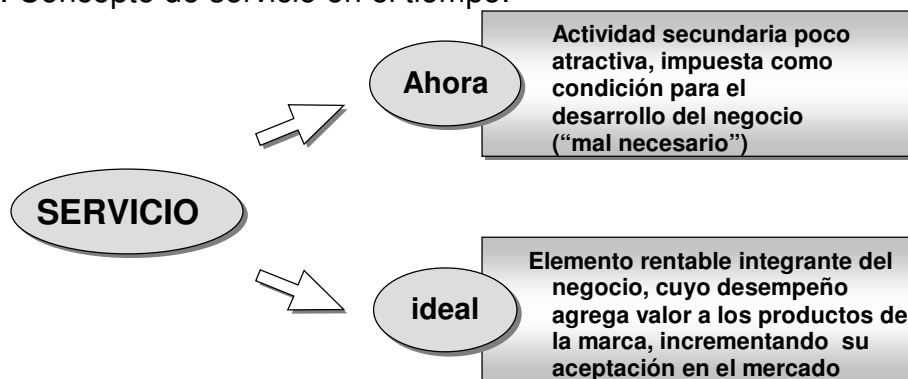 . Concepto de servicio en el tiempo.
Actividad secundaria poco
atractiva, impuesta como
condición para el
desarrollo del negocio
(“mal necesario”)
Ahora
SERVICIO
ideal
Elemento rentable integrante del
negocio, cuyo desempeño
agrega valor a los productos de
la marca, incrementando su
aceptación en el mercado